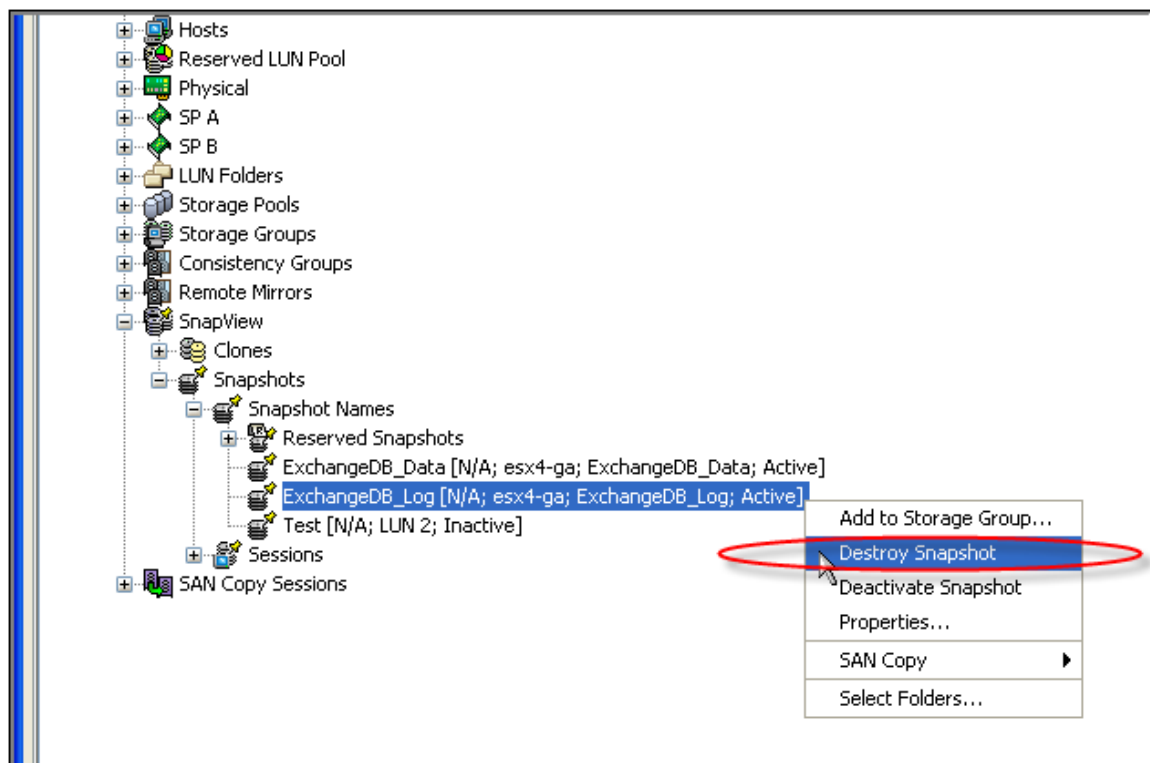 Hosts
Reserved LUN Pool
Physical
SP A
SP B
LUN Folders
Storage Pools
Storage Groups
Consistency Groups
Remote Mirrors
SnapView
Clones
Snapshots
Snapshot Names
Reserved Snapshots
ExchangeDB_Data [N/A; esx4-ga; ExchangeDB_Data; Active]
ExchangeDB_Log [N/A; esx4-ga; ExchangeDB_Log; Active]
Test [N/A; LUN 2; Inactive]
Sessions
SAN Copy Sessions
Add to Storage Group...
Destroy Snapshot
Deactivate Snapshot
Properties...
SAN Copy
Select Folders...